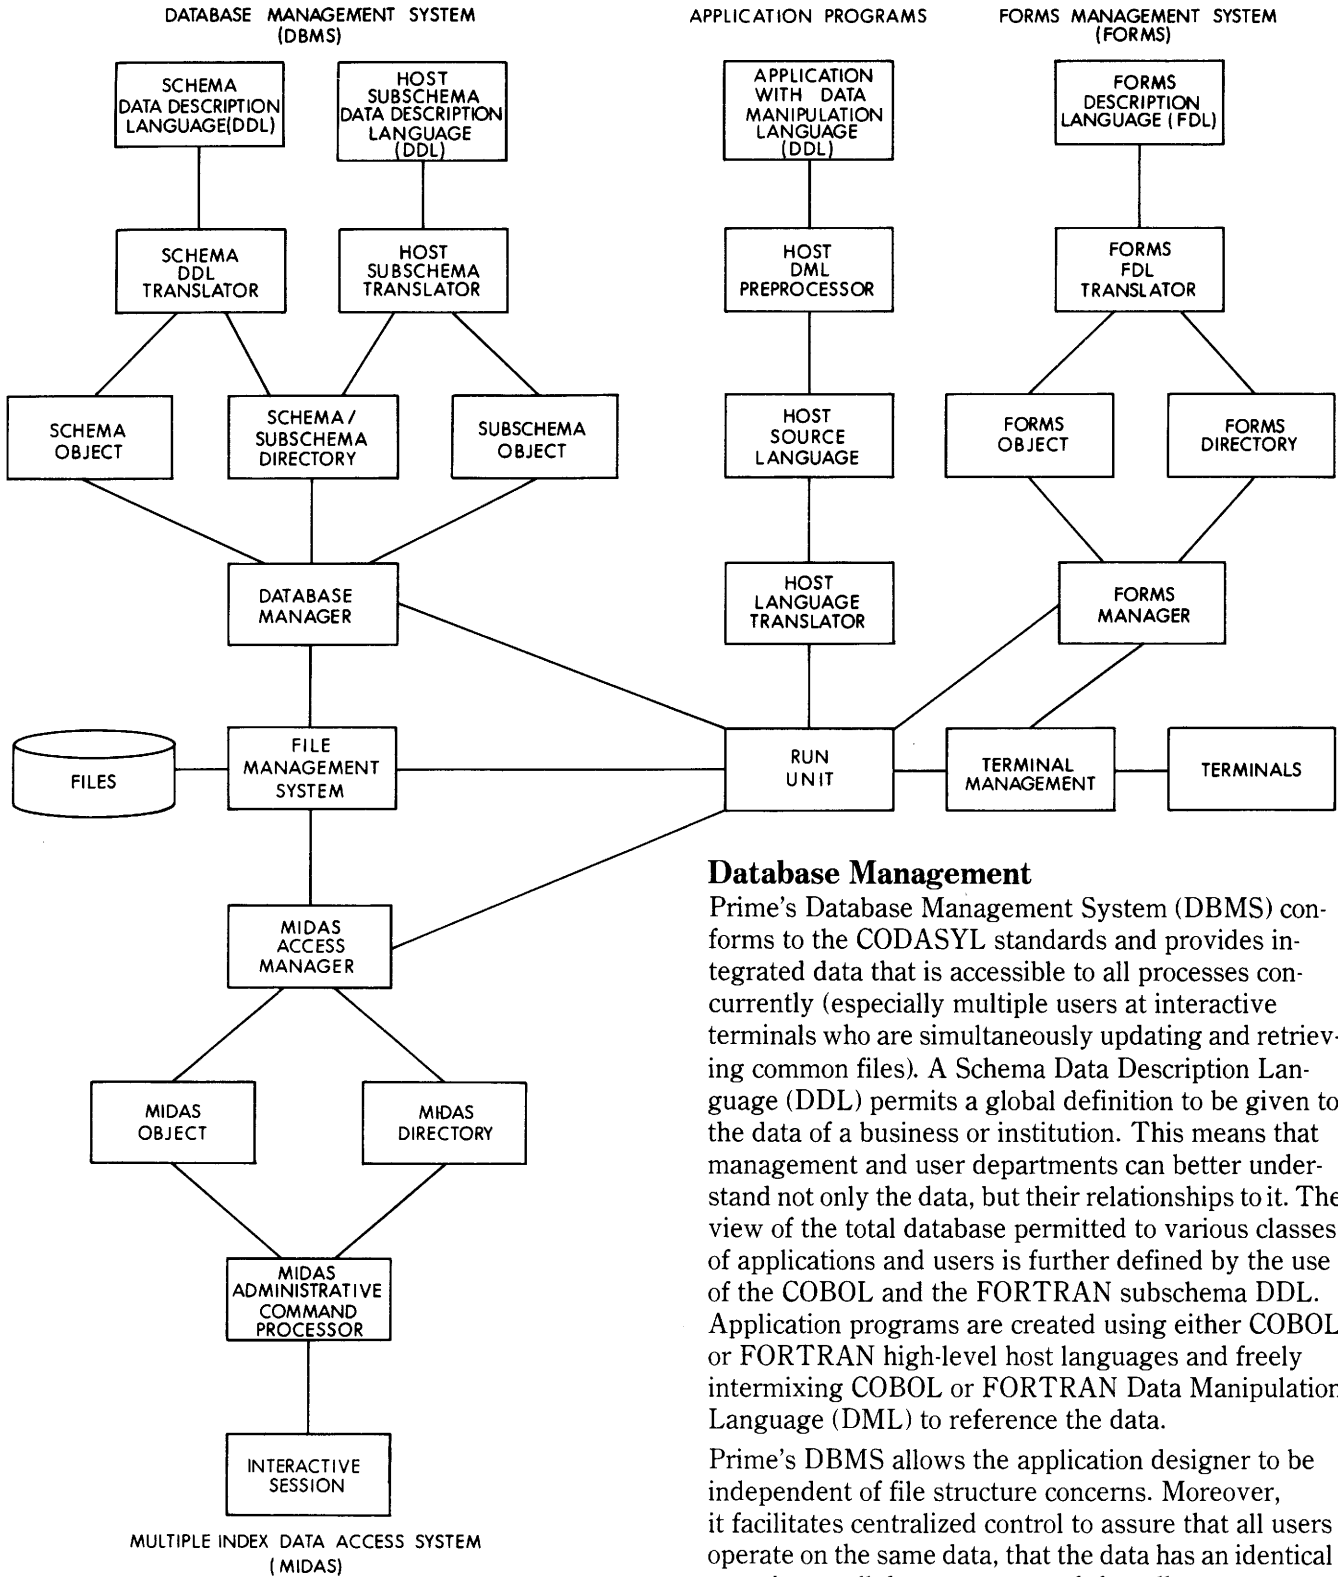 DATABASE MANAGEMENT SYSTEM
(DBMS)
APPLICATION PROGRAMS
FORMS MANAGEMENT SYSTEM
(FORMS)
SCHEMA
DATA DESCRIPTION
LANGUAGE(DDL)
HOST
SUBSCHEMA
DATA DESCRIPTION
LANGUAGE
(DDL)
APPLICATION
WITH DATA
MANIPULATION
LANGUAGE
(DDL)
FORMS
DESCRIPTION
LANGUAGE (FDL)
SCHEMA
DDL
TRANSLATOR
HOST
SUBSCHEMA
TRANSLATOR
HOST
DML
PREPROCESSOR
FORMS
FDL
TRANSLATOR
SCHEMA
OBJECT
SCHEMA/
SUBSCHEMA
DIRECTORY
SUBSCHEMA
OBJECT
HOST
SOURCE
LANGUAGE
FORMS
OBJECT
FORMS
DIRECTORY
DATABASE
MANAGER
HOST
LANGUAGE
TRANSLATOR
FORMS
MANAGER
FILES
FILE
MANAGEMENT
SYSTEM
RUN
UNIT
TERMINAL
MANAGEMENT
TERMINALS
MIDAS
ACCESS
MANAGER
MIDAS
OBJECT
MIDAS
DIRECTORY
MIDAS
ADMINISTRATIVE
COMMAND
PROCESSOR
INTERACTIVE
SESSION
MULTIPLE INDEX DATA ACCESS SYSTEM
(MIDAS)
Database Management
Prime's Database Management System (DBMS) con-
forms to the CODASYL standards and provides in-
tegrated data that is accessible to all processes con-
currently (especially multiple users at interactive
terminals who are simultaneously updating and retriev-
ing common files). A Schema Data Description Lan-
guage (DDL) permits a global definition to be given to
the data of a business or institution. This means that
management and user departments can better under-
stand not only the data, but their relationships to it. The
view of the total database permitted to various classes
of applications and users is further defined by the use
of the COBOL and the FORTRAN subschema DDL.
Application programs are created using either COBOL
or FORTRAN high-level host languages and freely
intermixing COBOL or FORTRAN Data Manipulation
Language (DML) to reference the data.
Prime's DBMS allows the application designer to be
independent of file structure concerns. Moreover,
it facilitates centralized control to assure that all users
operate on the same data, that the data has an identical